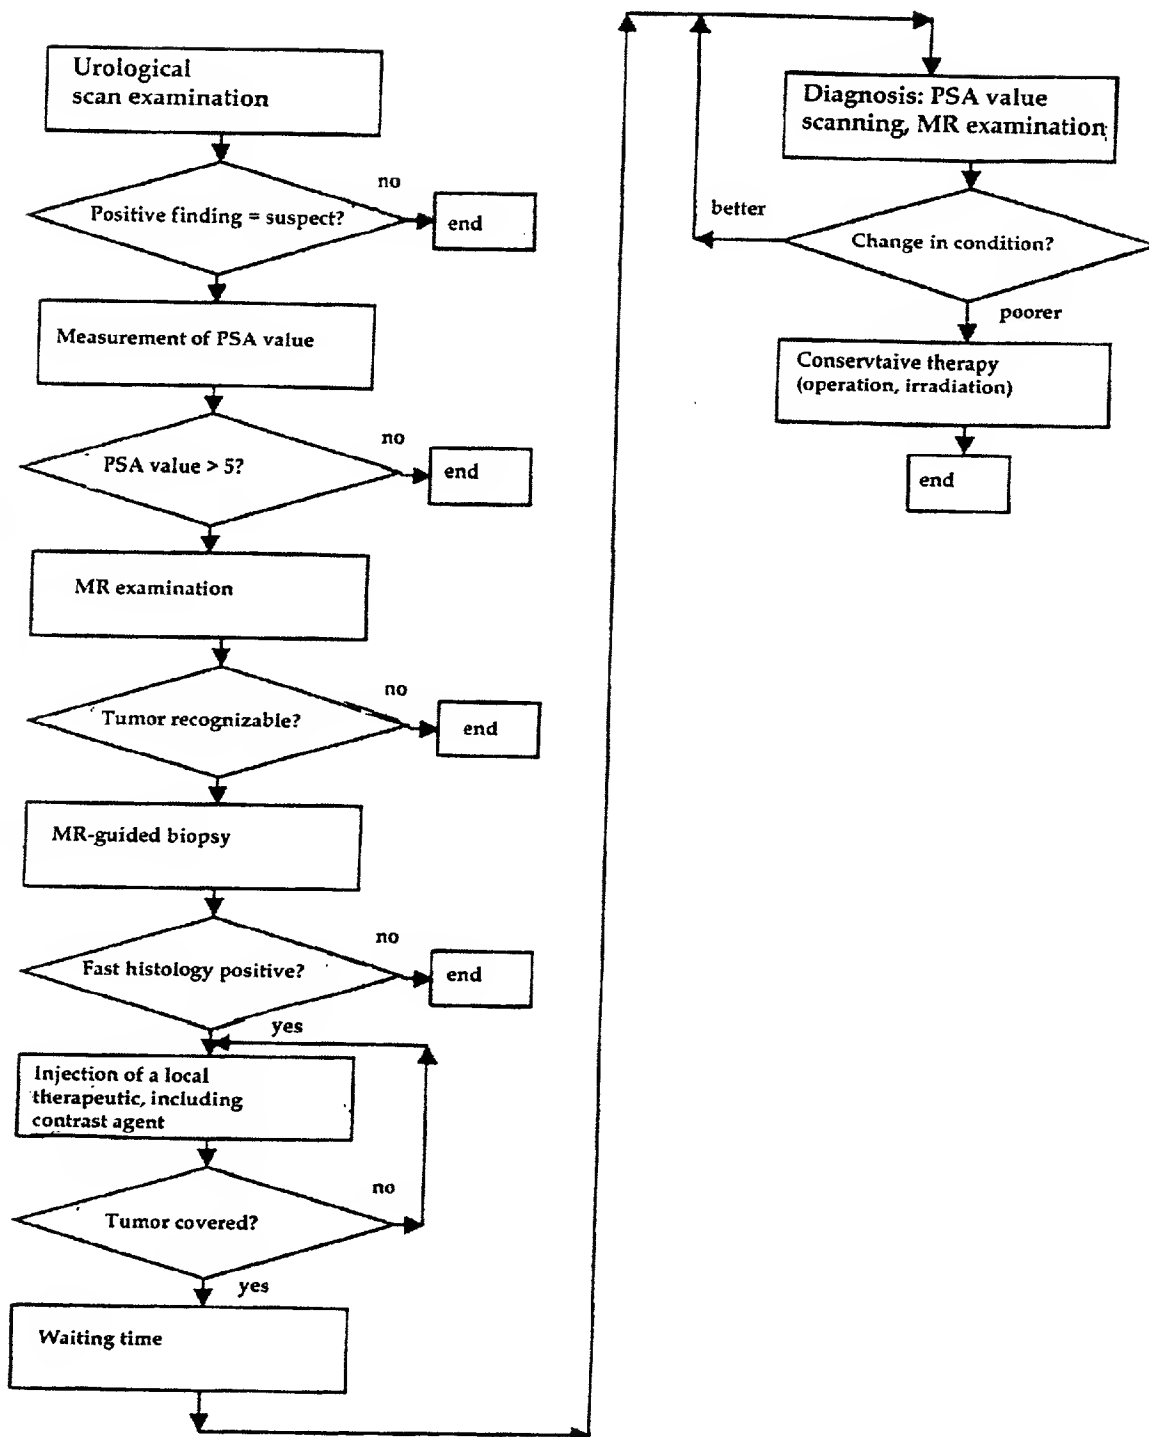 Urological
scan examination
no
Positive finding = suspect?
end
Measurement of PSA value
no
PSA value > 5?
end
MR examination
no
Tumor recognizable?
end
MR-guided biopsy
no
Fast histology positive?
end
yes
Injection of a local
therapeutic, including
contrast agent
no
Tumor covered?
yes
Waiting time
Diagnosis: PSA value
scanning, MR examination
better
Change in condition?
poorer
Conservtaive therapy
(operation, irradiation)
end